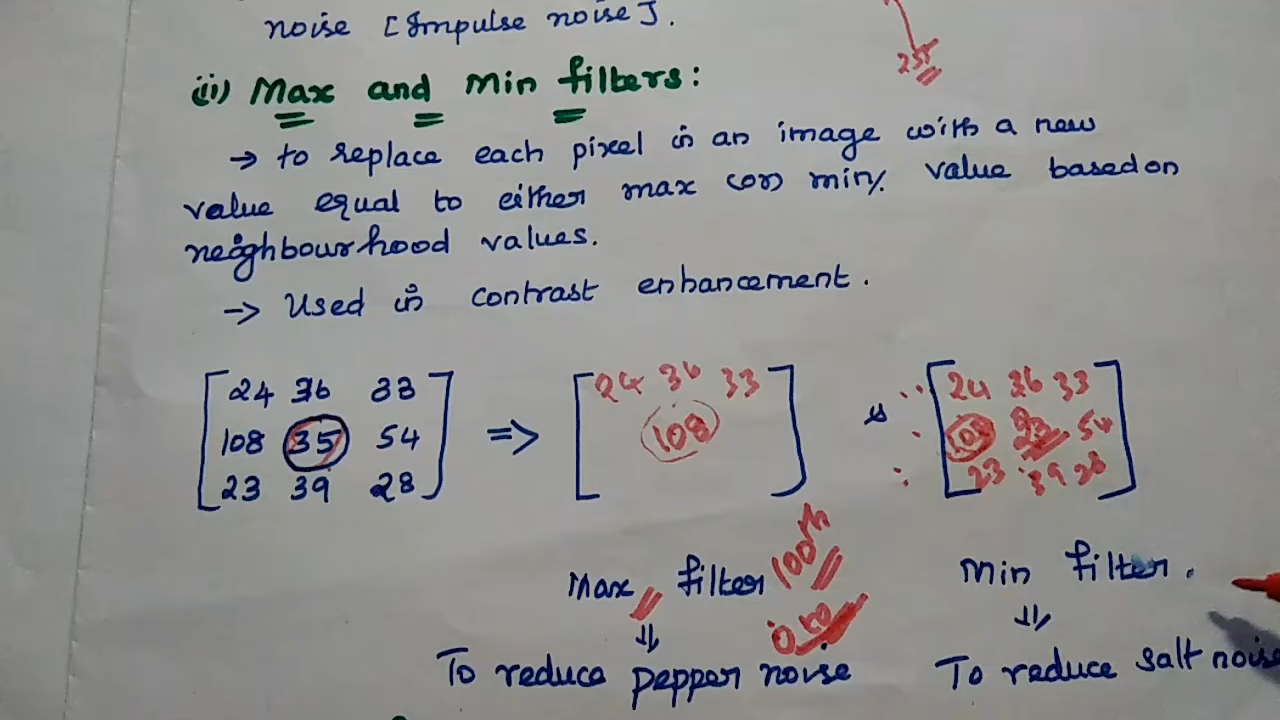 noise [Impulse noise].
255
(ii) Max and Min filters:
→ to replace each pixel in an image with a new
value equal to either max (or) min/. value based on
neighbourhood values.
→ Used in contrast enhancement.
24 36 33
108 35 54
23 39 28
⇒
24 36 33
108
24 36 33
108 23 54
23 39 28
Max filter 100th
0
Min filter.
⇓ ⇓
To reduce pepper noise
To reduce salt noise